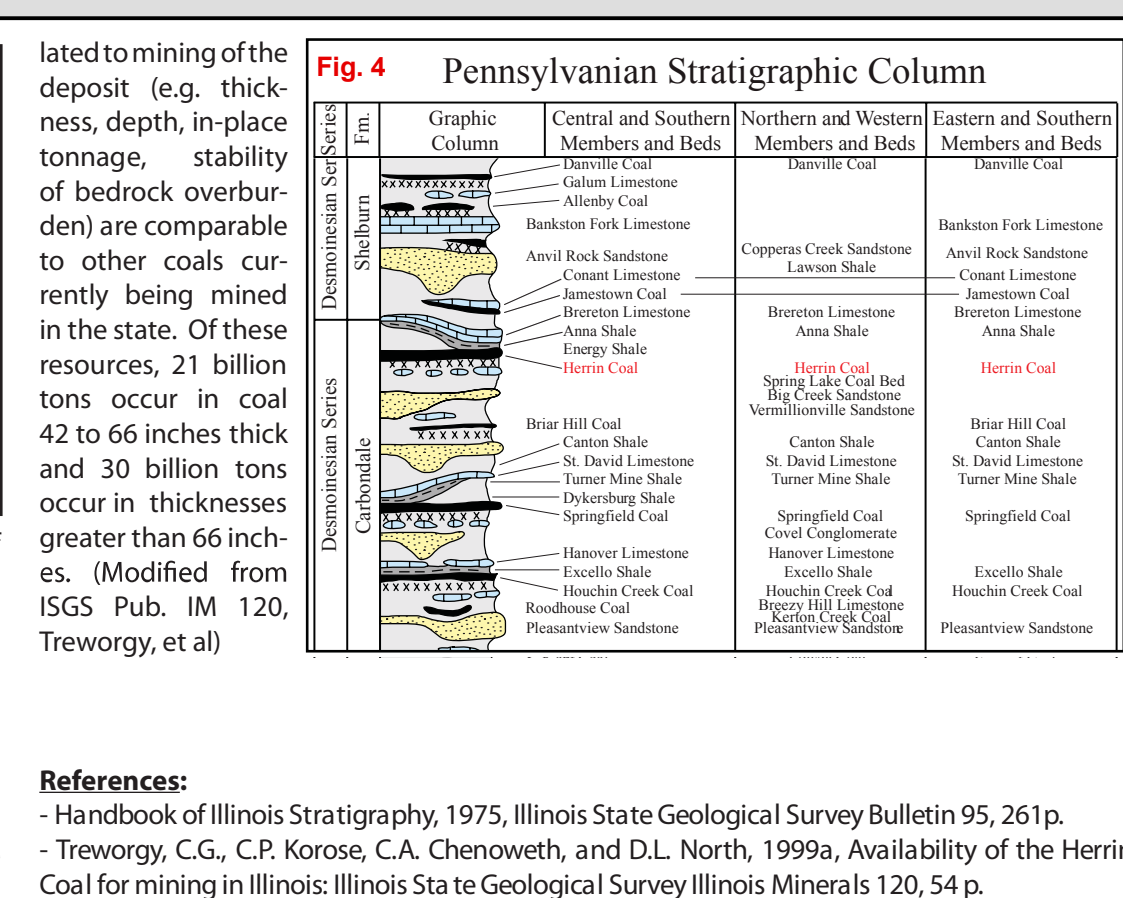 lated to mining of the
deposit (e.g. thick-
ness, depth, in-place
tonnage, stability
of bedrock overbur-
den) are comparable
to other coals cur-
rently being mined
in the state. Of these
resources, 21 billion
tons occur in coal
42 to 66 inches thick
and 30 billion tons
occur in thicknesses
greater than 66 inch-
es. (Modified from
ISGS Pub. IM 120,
Treworgy, et al)
Fig. 4
Pennsylvanian Stratigraphic Column
Series
Fm.
Graphic
Column
Central and Southern
Members and Beds
Northern and Western
Members and Beds
Eastern and Southern
Members and Beds
Desmoinesian Ser
Shelburn
Desmoinesian Series
Carbondale
Danville Coal
Galum Limestone
Allenby Coal
Bankston Fork Limestone
Anvil Rock Sandstone
Conant Limestone
Jamestown Coal
Brereton Limestone
Anna Shale
Energy Shale
Herrin Coal
Briar Hill Coal
Canton Shale
St. David Limestone
Turner Mine Shale
Dykersburg Shale
Springfield Coal
Hanover Limestone
Excello Shale
Houchin Creek Coal
Roodhouse Coal
Pleasantview Sandstone
Danville Coal
Copperas Creek Sandstone
Lawson Shale
Brereton Limestone
Anna Shale
Herrin Coal
Spring Lake Coal Bed
Big Creek Sandstone
Vermillionville Sandstone
Canton Shale
St. David Limestone
Turner Mine Shale
Springfield Coal
Covel Conglomerate
Hanover Limestone
Excello Shale
Houchin Creek Coal
Breezy Hill Limestone
Kerton Creek Coal
Pleasantview Sandstone
Danville Coal
Bankston Fork Limestone
Anvil Rock Sandstone
Conant Limestone
Jamestown Coal
Brereton Limestone
Anna Shale
Herrin Coal
Briar Hill Coal
Canton Shale
St. David Limestone
Turner Mine Shale
Springfield Coal
Excello Shale
Houchin Creek Coal
Pleasantview Sandstone
References:
- Handbook of Illinois Stratigraphy, 1975, Illinois State Geological Survey Bulletin 95, 261p.
- Treworgy, C.G., C.P. Korose, C.A. Chenoweth, and D.L. North, 1999a, Availability of the Herrin
Coal for mining in Illinois: Illinois State Geological Survey Illinois Minerals 120, 54 p.